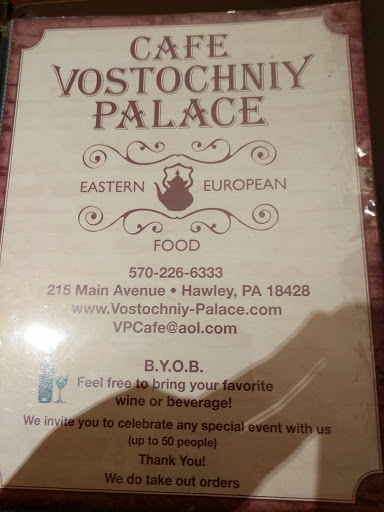 CAFE
VOSTOCHNIY
PALACE
EASTERN EUROPEAN
FOOD
570-226-6333
215 Main Avenue • Hawley, PA 18428
www.Vostochniy-Palace.com
VPCafe@aol.com
B.Y.O.B.
Feel free to bring your favorite
wine or beverage!
We invite you to celebrate any special event with us
(up to 50 people)
Thank You!
We do take out orders